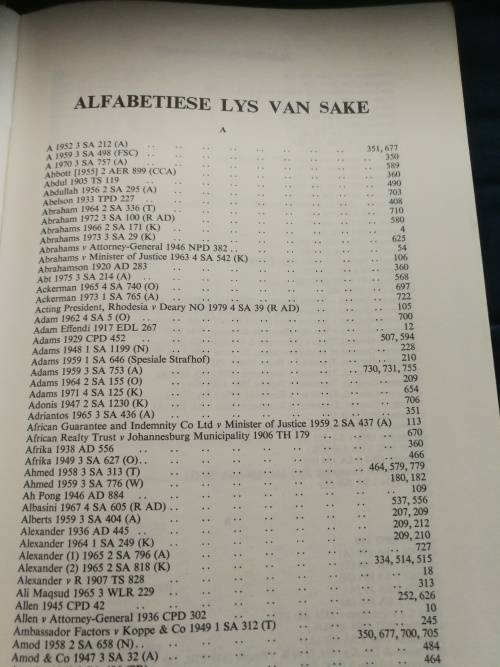 ALFABETIESE LYS VAN SAKE
A
A 1952 3 SA 212 (A) .. 351, 677
A 1959 3 SA 498 (FSC) .. 350
A 1970 3 SA 757 (A) .. 589
Abbott [1955] 2 AER 899 (CCA) .. 360
Abdul 1905 TS 119 .. 490
Abdullah 1956 2 SA 295 (A) .. 703
Abelson 1933 TPD 227 .. 408
Abraham 1964 2 SA 336 (T) .. 710
Abraham 1972 3 SA 100 (R AD) .. 580
Abrahams 1966 2 SA 171 (K) .. 4
Abrahams 1973 3 SA 29 (K) .. 625
Abrahams v Attorney-General 1946 NPD 382 .. 54
Abrahams v Minister of Justice 1963 4 SA 542 (K) .. 106
Abrahamson 1920 AD 283 .. 360
Abt 1975 3 SA 214 (A) .. 568
Ackerman 1965 4 SA 740 (O) .. 697
Ackerman 1973 1 SA 765 (A) .. 722
Acting President, Rhodesia v Deary NO 1979 4 SA 39 (R AD) .. 105
Adam 1962 4 SA 5 (O) .. 700
Adam Effendi 1917 EDL 267 .. 12
Adams 1929 CPD 452 .. 507, 594
Adams 1948 1 SA 1199 (N) .. 228
Adams 1959 1 SA 646 (Spesiale Strafhof) .. 210
Adams 1959 3 SA 753 (A) .. 730, 731, 755
Adams 1964 2 SA 155 (O) .. 209
Adams 1971 4 SA 125 (K) .. 654
Adonis 1947 2 SA 1230 (K) .. 706
Adriantos 1965 3 SA 436 (A) .. 351
African Guarantee and Indemnity Co Ltd v Minister of Justice 1959 2 SA 437 (A) 113
African Realty Trust v Johannesburg Municipality 1906 TH 179 .. 670
Afrika 1938 AD 556 .. 360
Afrika 1949 3 SA 627 (O) .. 466
Ahmed 1958 3 SA 313 (T) .. 464, 579, 779
Ahmed 1959 3 SA 776 (W) .. 180, 182
Ah Pong 1946 AD 884 .. 109
Albasini 1967 4 SA 605 (R AD) .. 537, 556
Alberts 1959 3 SA 404 (A) .. 207, 209
Alexander 1936 AD 445 .. 209, 212
Alexander 1964 1 SA 249 (K) .. 209, 210
Alexander (1) 1965 2 SA 796 (A) .. 727
Alexander (2) 1965 2 SA 818 (K) .. 334, 514, 515
Alexander v R 1907 TS 828 .. 18
Ali Maqsud 1965 3 WLR 229 .. 313
Allen 1945 CPD 42 .. 252, 626
Allen v Attorney-General 1936 CPD 302 .. 10
Ambassador Factors v Koppe & Co 1949 1 SA 312 (T) .. 245
Amod 1958 2 SA 658 (N) .. 350, 677, 700, 705
Amod & Co 1947 3 SA 32 (A) .. 484
464